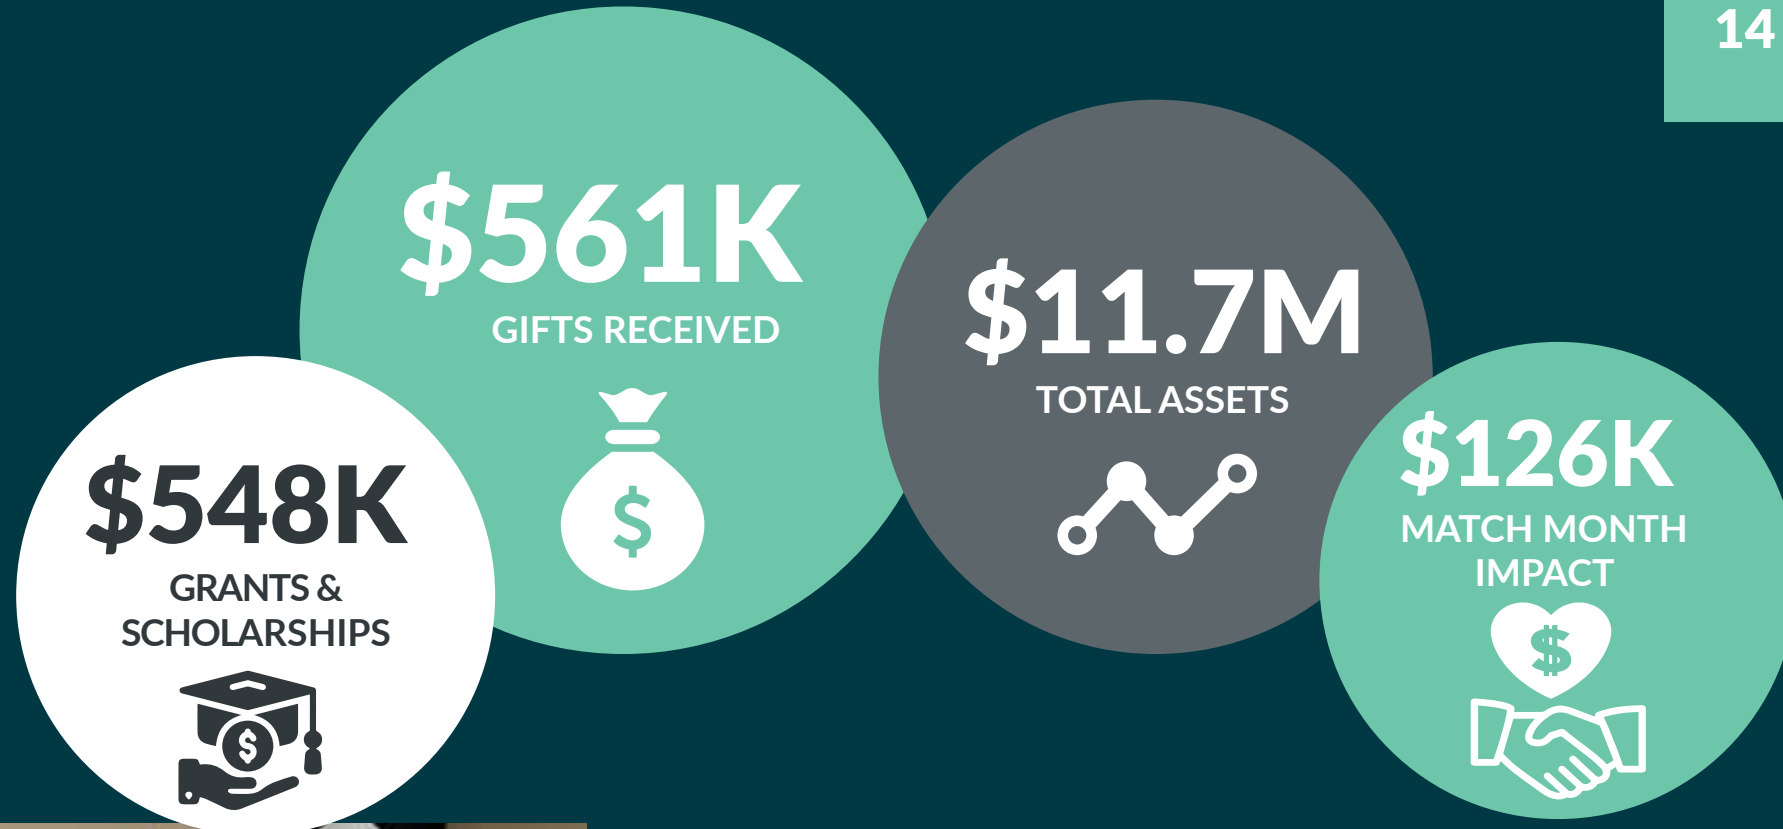 14
$561K
GIFTS RECEIVED
$
$11.7M
TOTAL ASSETS
$548K
GRANTS &
SCHOLARSHIPS
$
$126K
MATCH MONTH
IMPACT
$